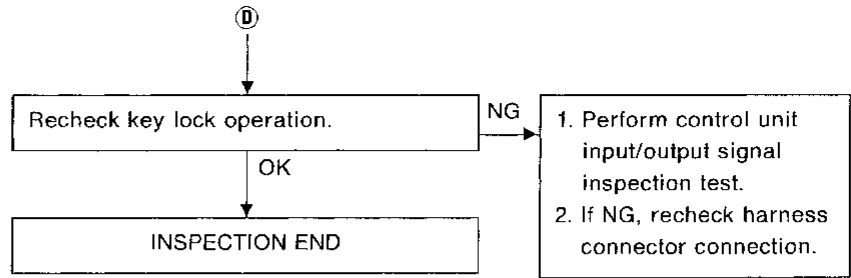 D
Recheck key lock operation.
NG
1. Perform control unit
input/output signal
inspection test.
2. If NG, recheck harness
connector connection.
OK
INSPECTION END